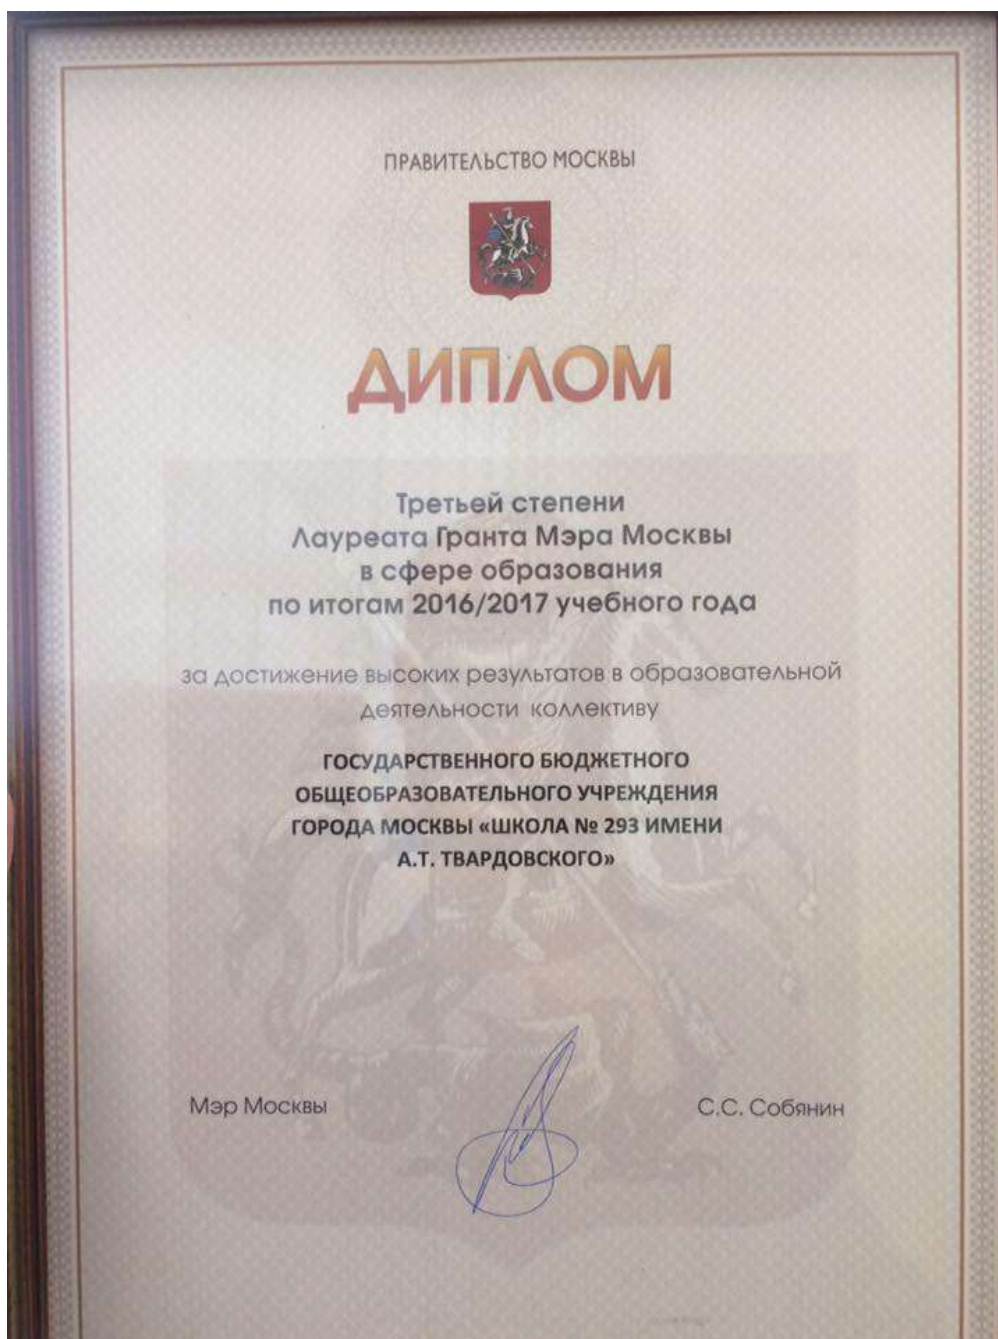 ПРАВИТЕЛЬСТВО МОСКВЫ
ДИПЛОМ
Третьей степени
Лауреата Гранта Мэра Москвы
в сфере образования
по итогам 2016/2017 учебного года
за достижение высоких результатов в образовательной
деятельности коллективу
ГОСУДАРСТВЕННОГО БЮДЖЕТНОГО
ОБЩЕОБРАЗОВАТЕЛЬНОГО УЧРЕЖДЕНИЯ
ГОРОДА МОСКВЫ «ШКОЛА № 293 ИМЕНИ
А.Т. ТВАРДОВСКОГО»
Мэр Москвы С.С. Собянин